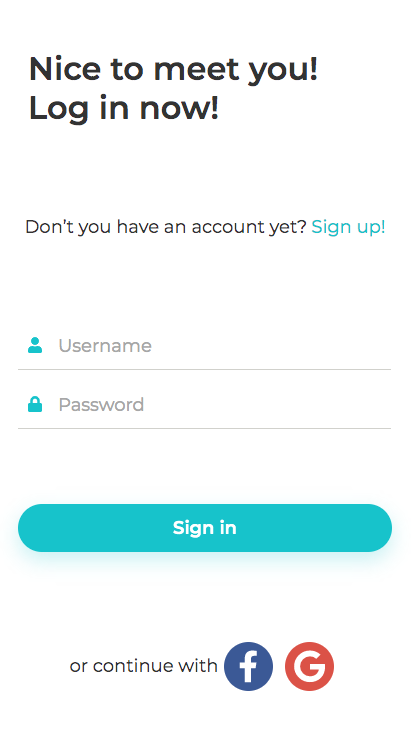 Nice to meet you!
Log in now!
Don’t you have an account yet? Sign up!
Username
Password
Sign in
or continue with f G